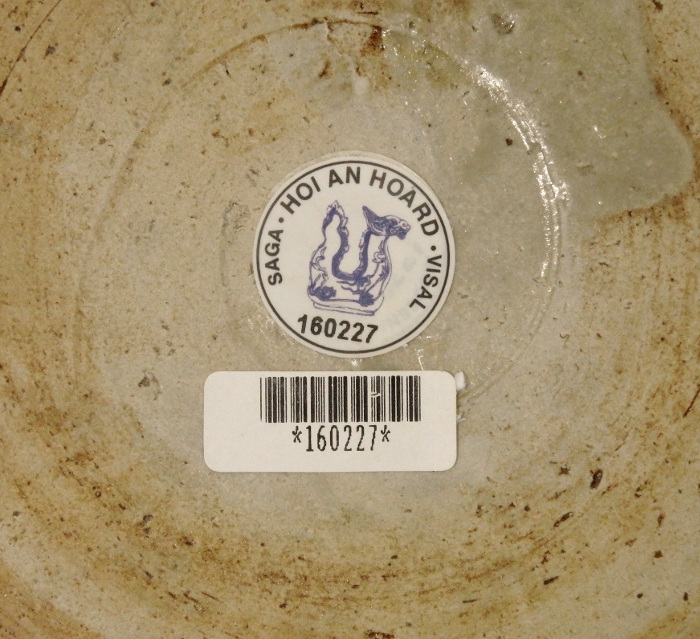 SAGA · HOI AN HOARD · VISAL
160227
*160227*